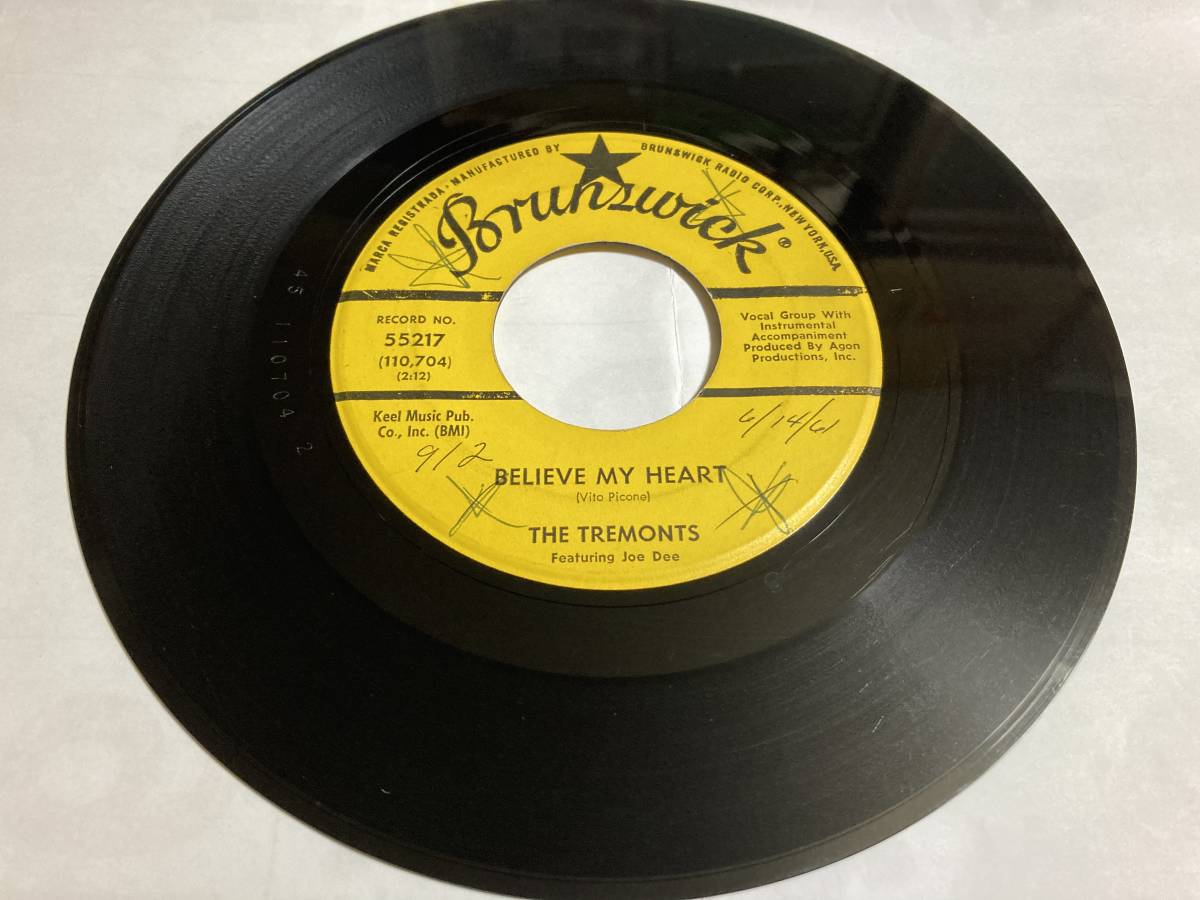 MARCA REGISTRADA • MANUFACTURED BY BRUNSWICK RADIO CORP., NEW YORK, U.S.A.
Brunswick®
RECORD NO.
55217
(110,704)
(2:12)
Vocal Group With
Instrumental
Accompaniment
Produced By Agon
Productions, Inc.
Keel Music Pub.
Co., Inc. (BMI)
9/2
6/14/61
BELIEVE MY HEART
(Vito Picone)
THE TREMONTS
Featuring Joe Dee
45 110704 2
1